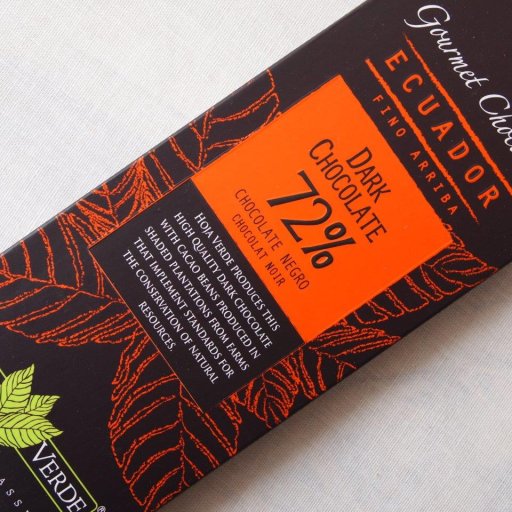 Gourmet
ECUADOR
FINO ARRIBA
DARK
CHOCOLATE
72%
CHOCOLATE NEGRO
CHOCOLAT NOIR
HOJA VERDE PRODUCES THIS
HIGH QUALITY DARK CHOCOLATE
WITH CACAO BEANS PRODUCED IN
SHADED PLANTATIONS FROM FARMS
THAT IMPLEMENT STANDARDS FOR
THE CONSERVATION OF NATURAL
RESOURCES.
VERDE®